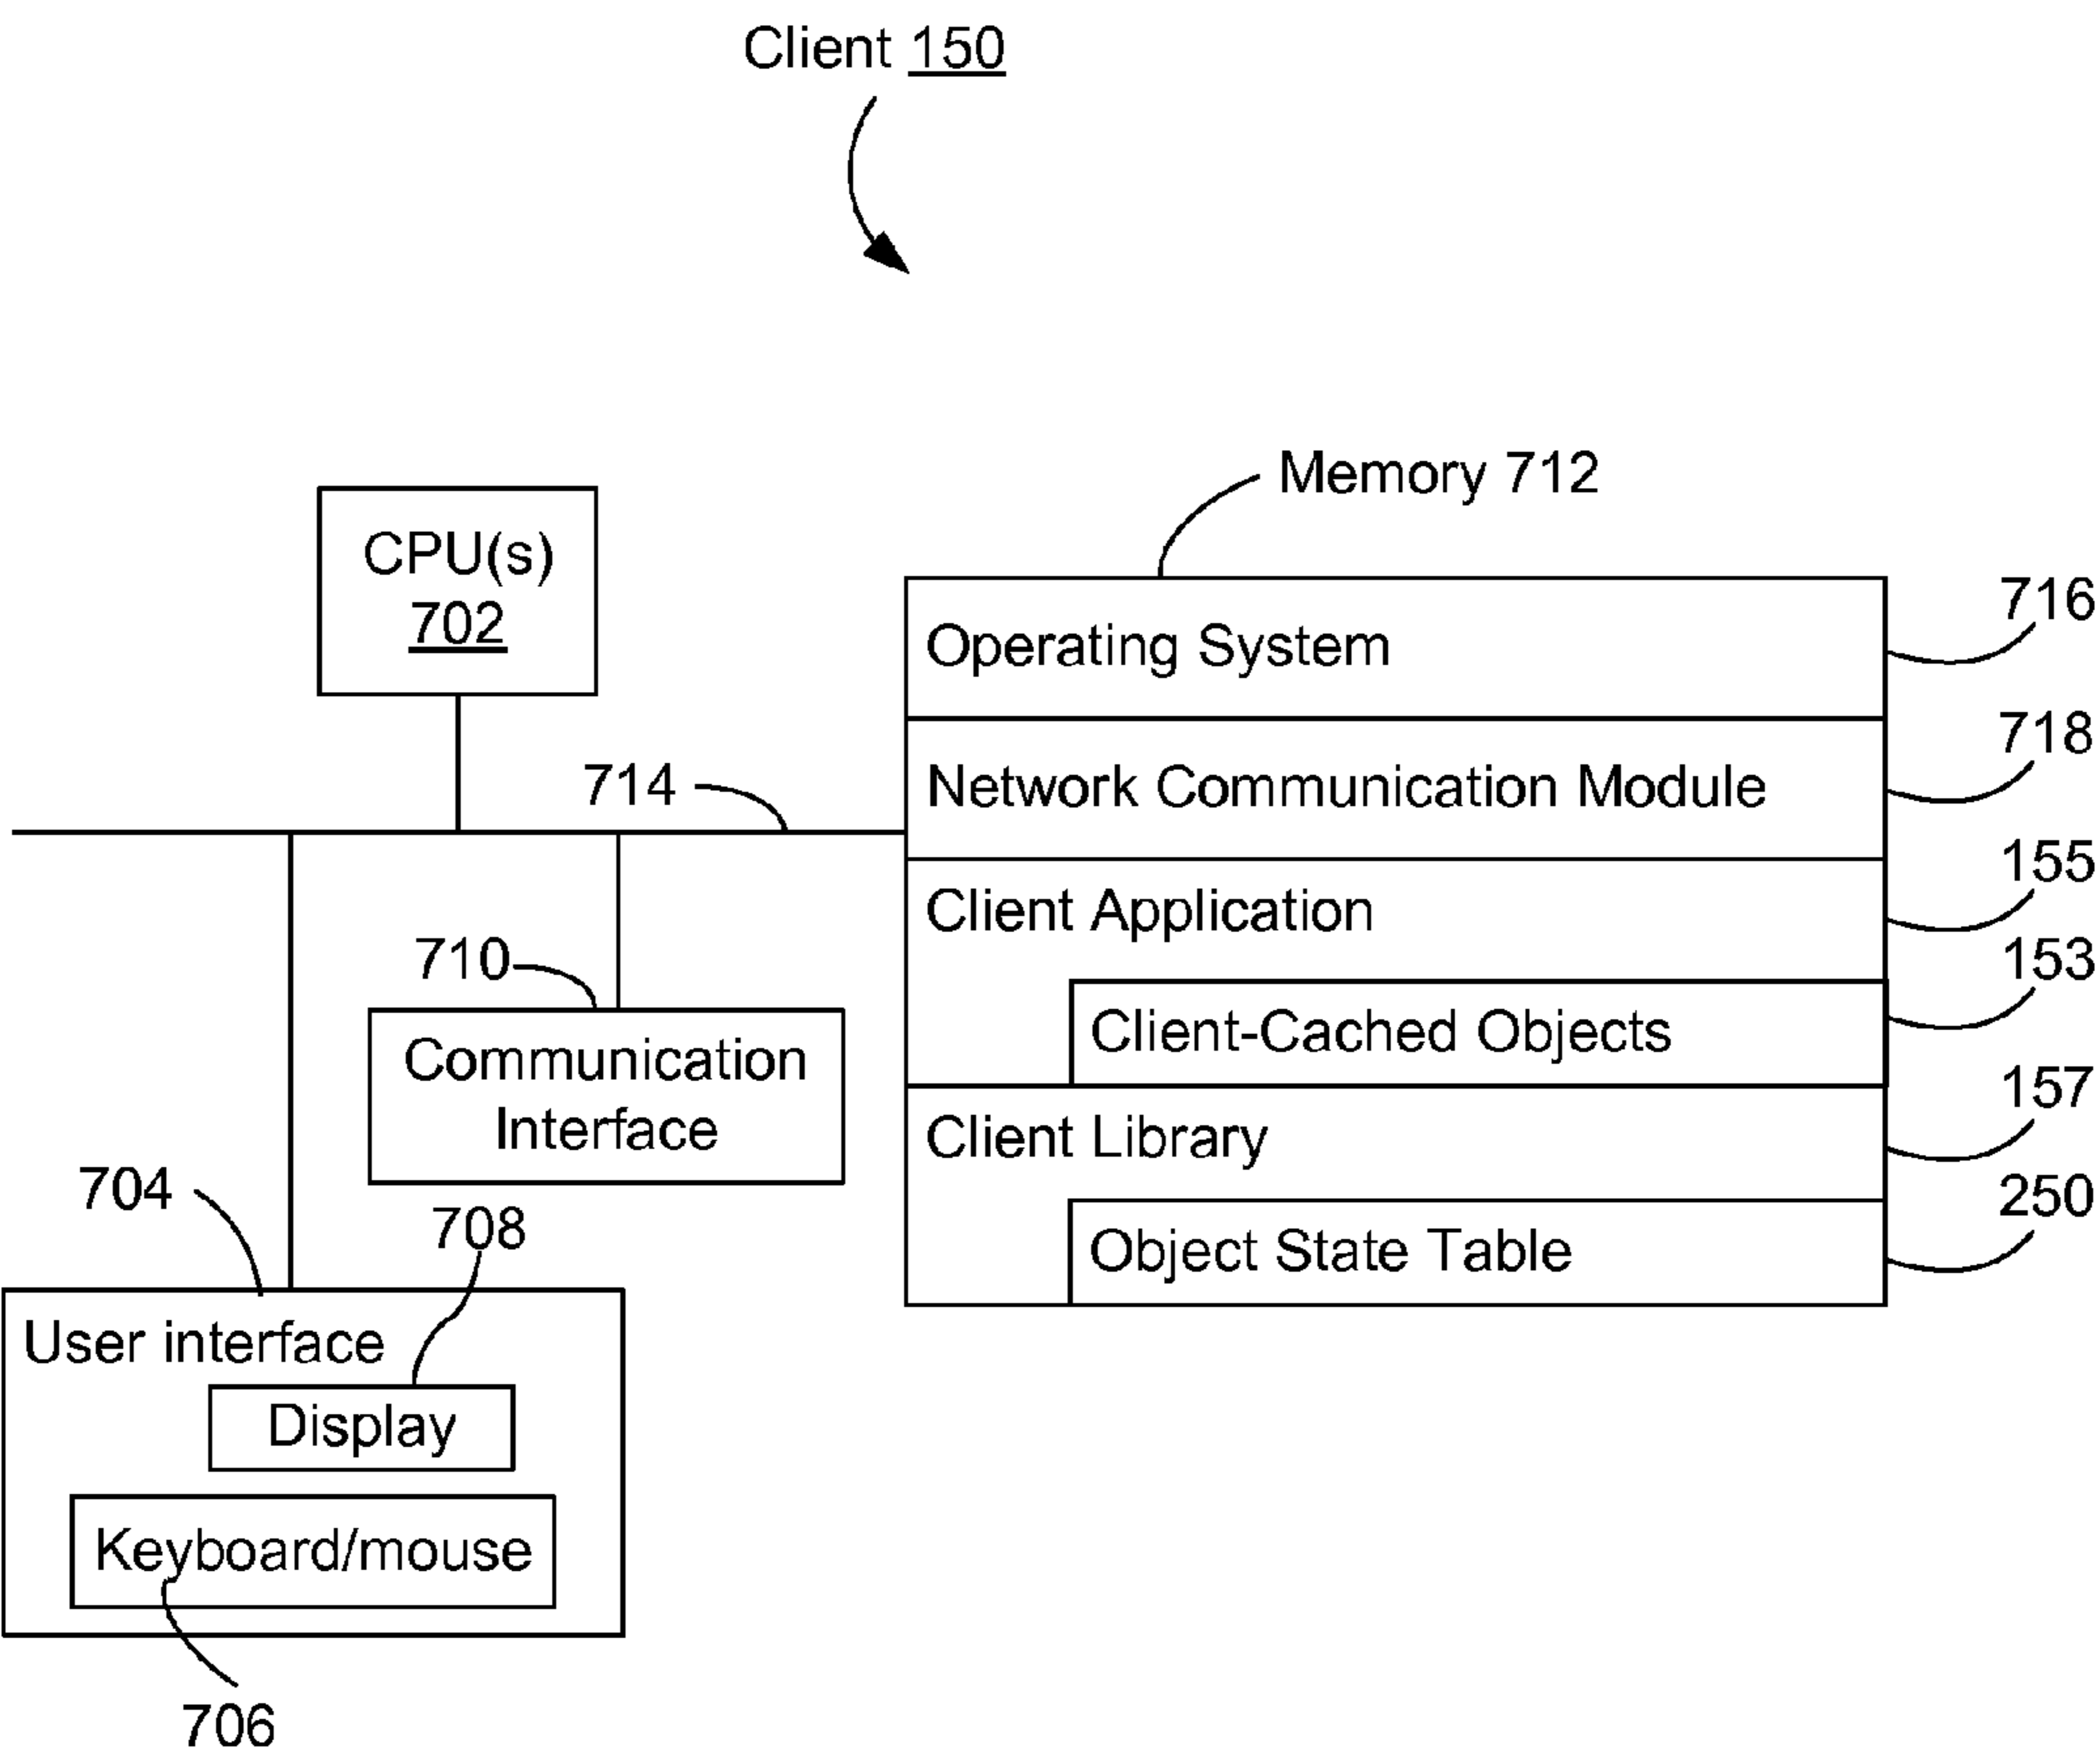 Client 150
Memory 712
CPU(s)
702
716
Operating System
718
714
Network Communication Module
155
Client Application
710
153
Communication
Interface
Client-Cached Objects
157
Client Library
704
708
250
Object State Table
User interface
Display
Keyboard/mouse
706